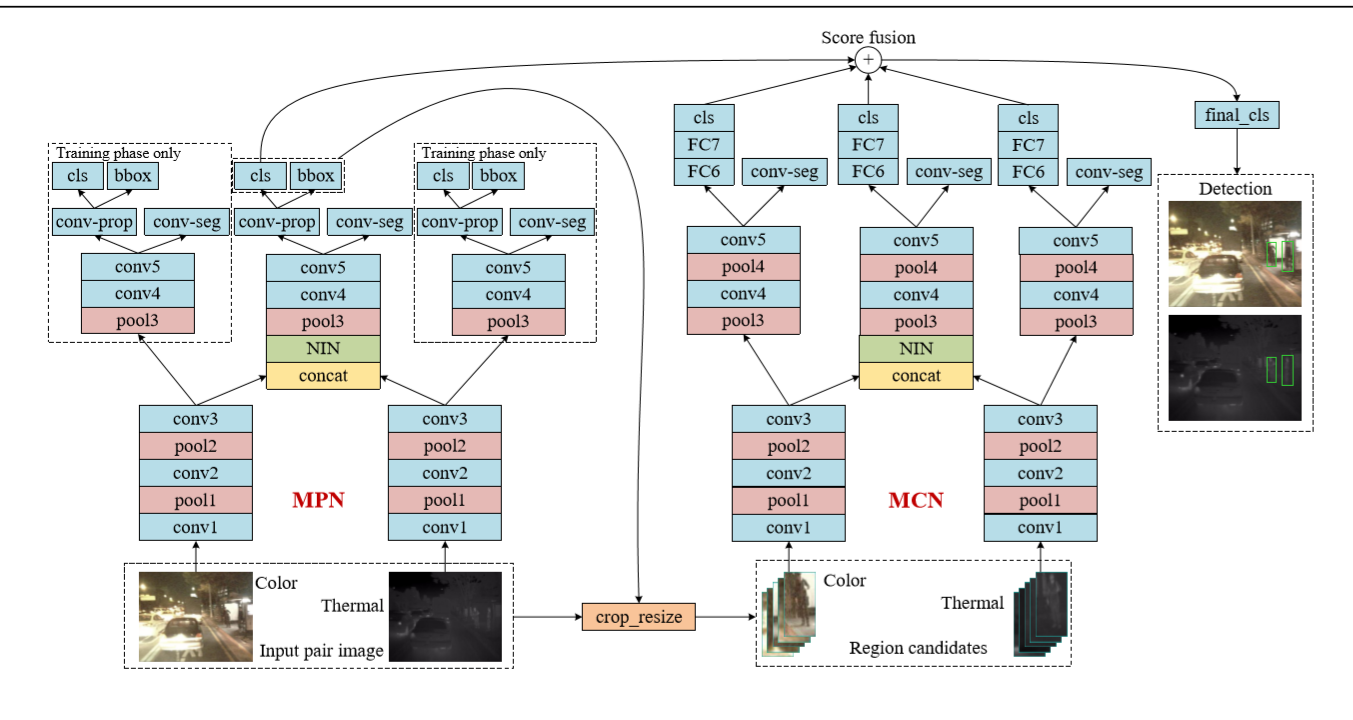 Score fusion
+
cls
cls
cls
final_cls
FC7
FC7
FC7
Training phase only
Training phase only
cls
bbox
cls
bbox
cls
bbox
FC6
conv-seg
FC6
conv-seg
FC6
conv-seg
Detection
conv-prop
conv-seg
conv-prop
conv-seg
conv-prop
conv-seg
conv5
conv5
conv5
conv5
conv5
conv5
pool4
pool4
pool4
conv4
conv4
conv4
conv4
conv4
conv4
pool3
pool3
pool3
pool3
pool3
pool3
NIN
NIN
concat
concat
conv3
conv3
conv3
conv3
pool2
pool2
pool2
pool2
conv2
conv2
conv2
conv2
pool1
MPN
pool1
pool1
MCN
pool1
conv1
conv1
conv1
conv1
Color
Thermal
Input pair image
crop_resize
Color
Thermal
Region candidates